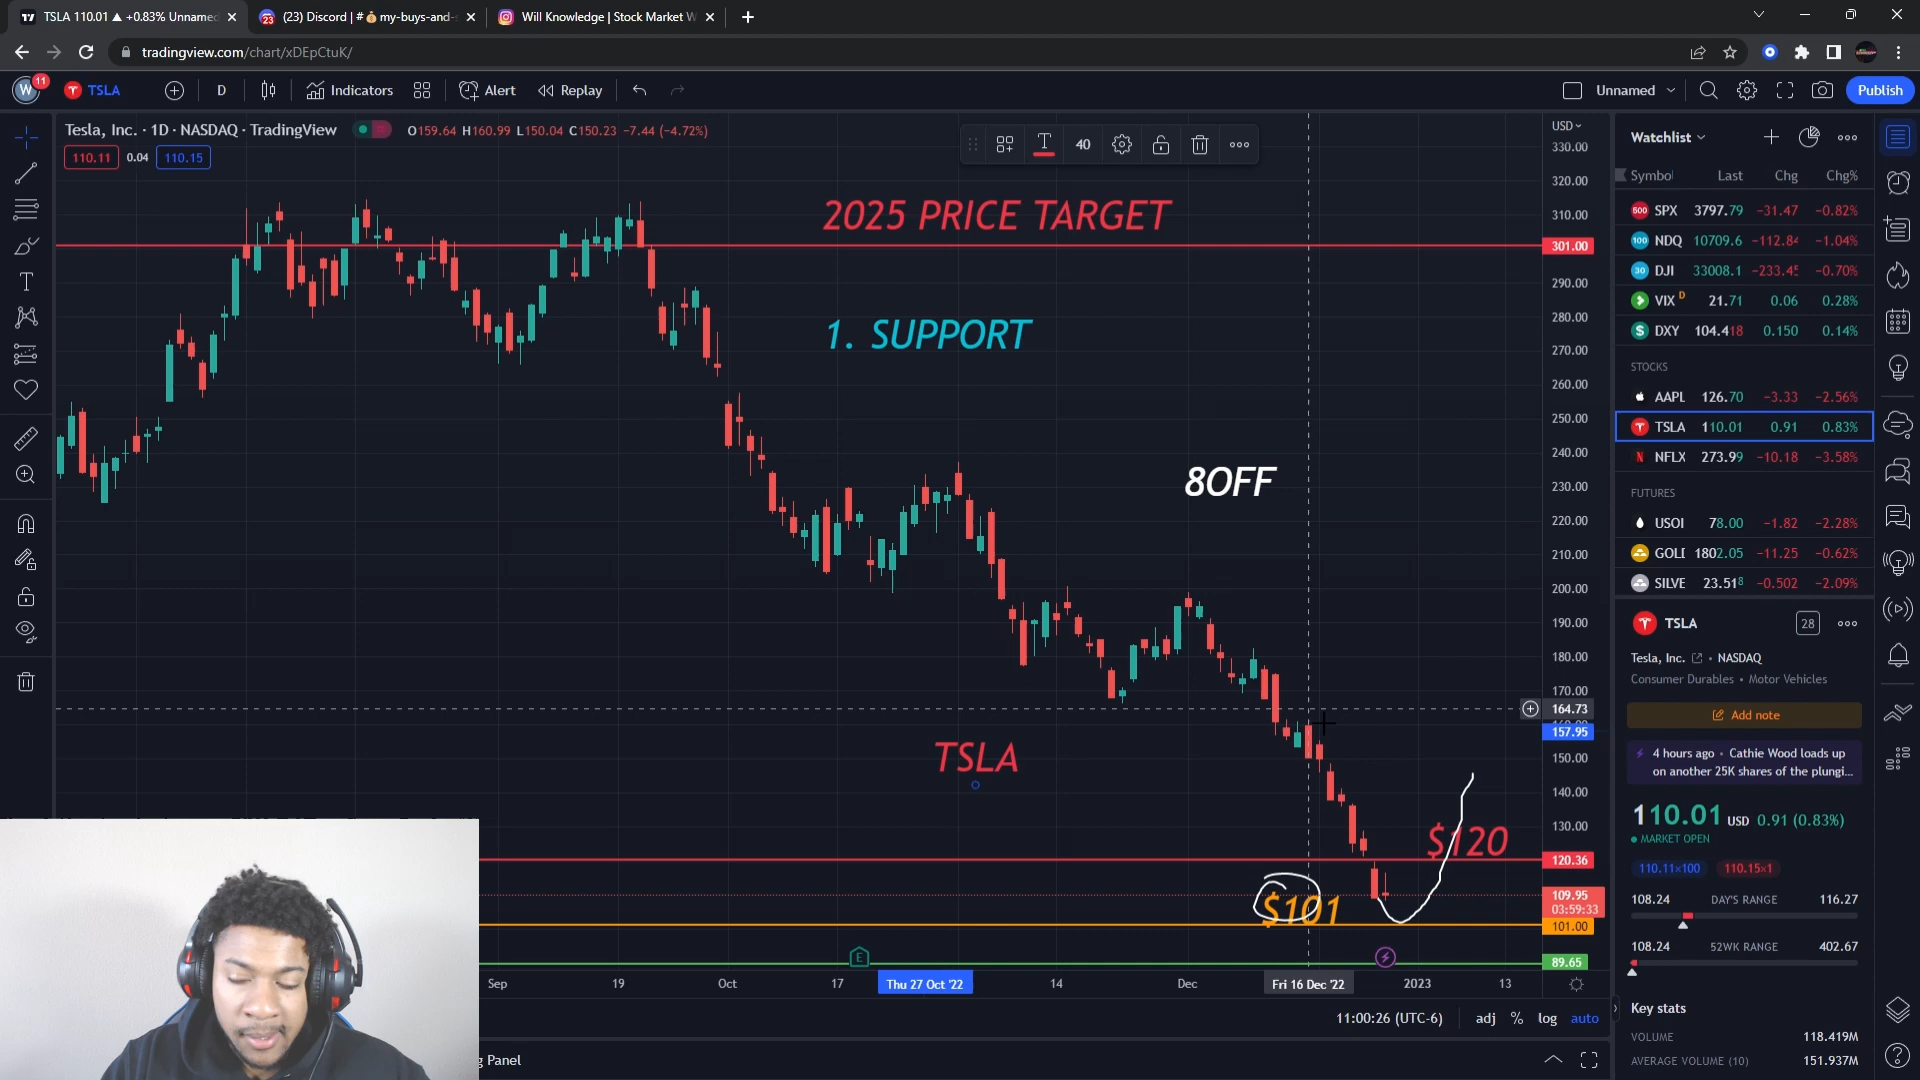 TSLA 110.01 ▲ +0.83% Unnamed
(23) Discord | #💰my-buys-and-
Will Knowledge | Stock Market W
tradingview.com/chart/xDEpCtuK/
W 11 TSLA D Indicators Alert Replay Unnamed Publish
Tesla, Inc. · 1D · NASDAQ · TradingView O159.64 H160.99 L150.04 C150.23 -7.44 (-4.72%)
110.11 0.04 110.15
T 40
USD
330.00
320.00
310.00
301.00
290.00
280.00
270.00
260.00
250.00
240.00
230.00
220.00
210.00
200.00
190.00
180.00
170.00
164.73
157.95
150.00
140.00
130.00
120.36
109.95
03:59:33
101.00
89.65
2025 PRICE TARGET
1. SUPPORT
8OFF
TSLA
$120
$101
E
Sep 19 Oct 17 Thu 27 Oct '22 14 Dec Fri 16 Dec '22 2023 13
11:00:26 (UTC-6) adj % log auto
g Panel
Watchlist
Symbol Last Chg Chg%
500 SPX 3797.79 -31.47 -0.82%
100 NDQ 10709.6 -112.84 -1.04%
30 DJI 33008.1 -233.45 -0.70%
VIX D 21.71 0.06 0.28%
$ DXY 104.418 0.150 0.14%
STOCKS
AAPL 126.70 -3.33 -2.56%
TSLA 110.01 0.91 0.83%
N NFLX 273.99 -10.18 -3.58%
FUTURES
USOI 78.00 -1.82 -2.28%
GOLI 1802.05 -11.25 -0.62%
SILVE 23.518 -0.502 -2.09%
TSLA 28
Tesla, Inc. • NASDAQ
Consumer Durables • Motor Vehicles
Add note
4 hours ago • Cathie Wood loads up
on another 25K shares of the plungi...
110.01 USD 0.91 (0.83%)
MARKET OPEN
110.11×100 110.15×1
108.24 DAY'S RANGE 116.27
108.24 52WK RANGE 402.67
Key stats
VOLUME 118.419M
AVERAGE VOLUME (10) 151.937M